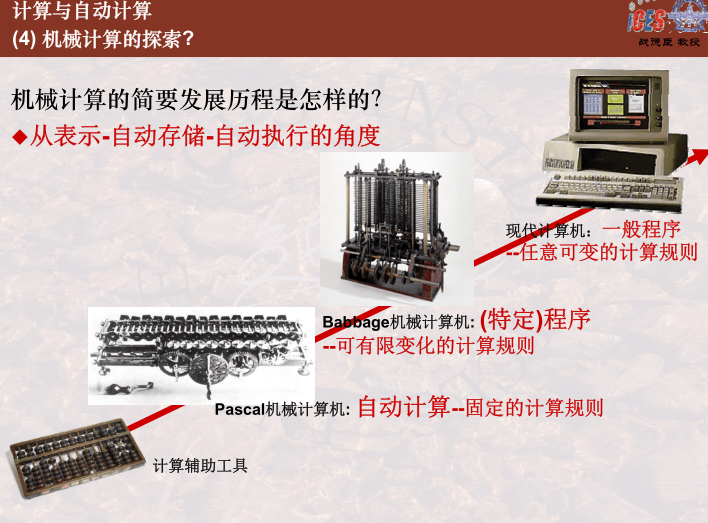 计算与自动计算
(4) 机械计算的探索?
iCES
战德臣 教授
机械计算的简要发展历程是怎样的?
◆从表示-自动存储-自动执行的角度
现代计算机：一般程序
--任意可变的计算规则
Babbage机械计算机: (特定)程序
--可有限变化的计算规则
Pascal机械计算机: 自动计算--固定的计算规则
计算辅助工具